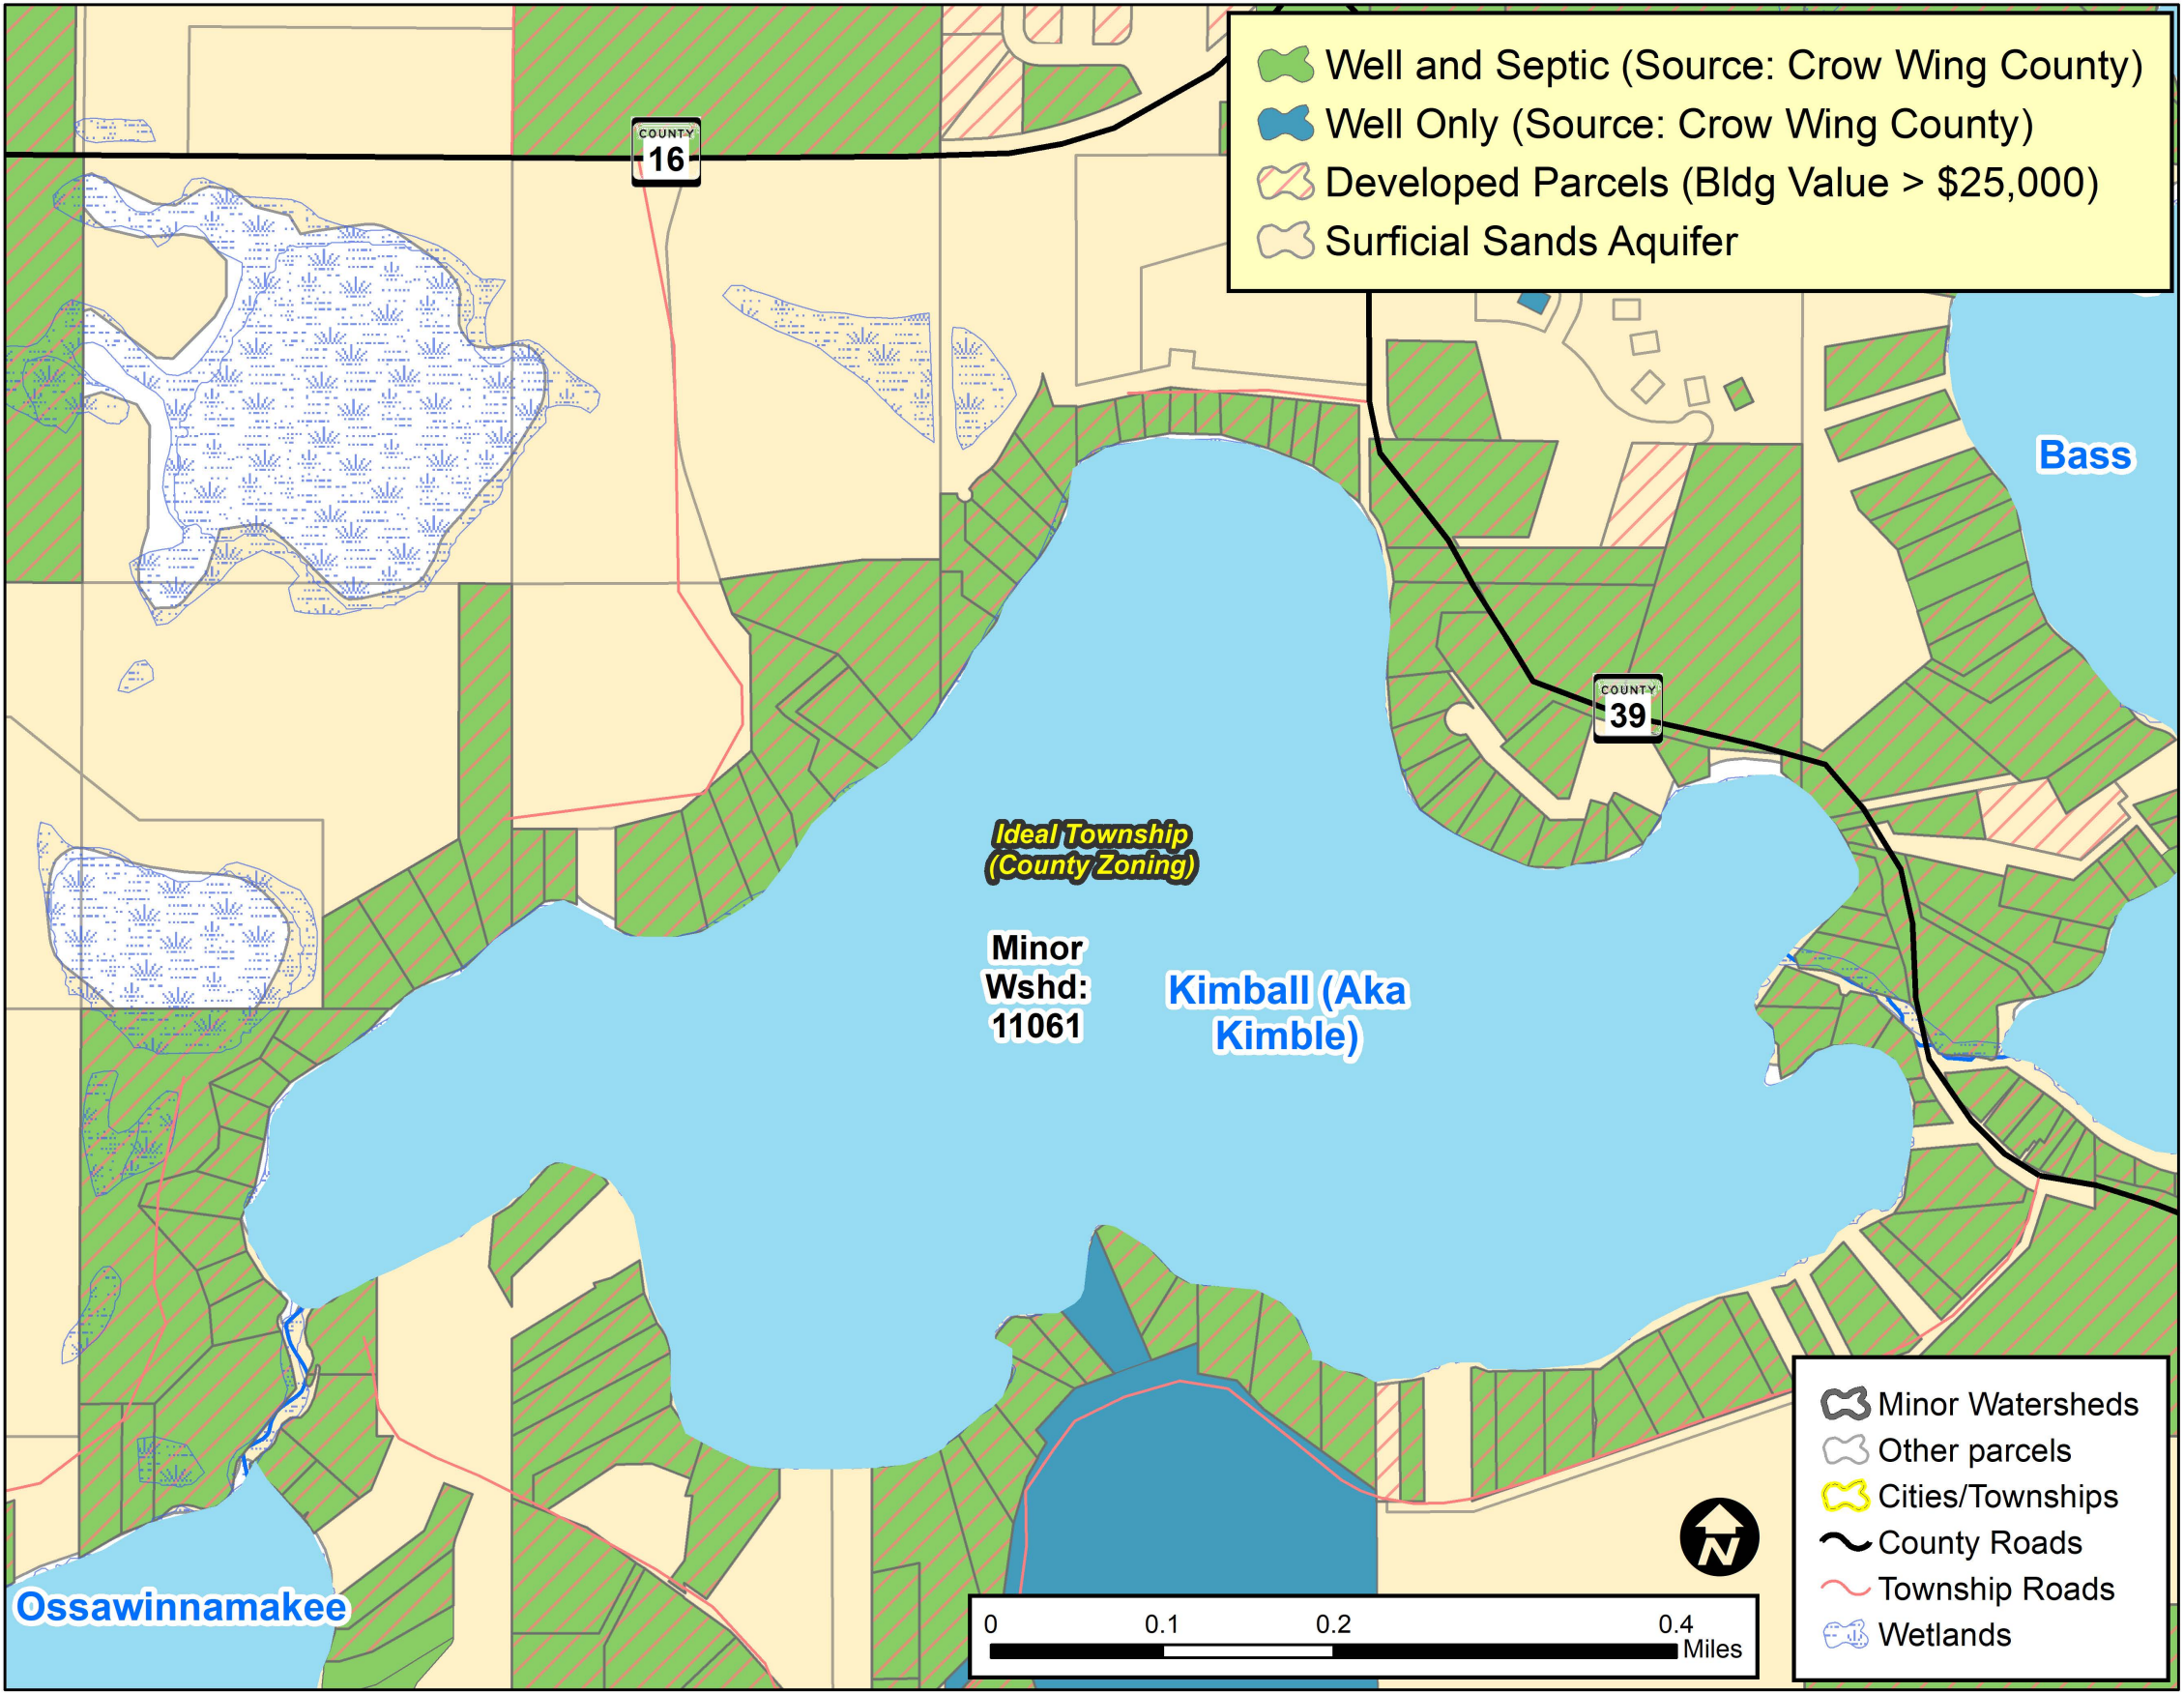 Well and Septic (Source: Crow Wing County)
Well Only (Source: Crow Wing County)
Developed Parcels (Bldg Value > $25,000)
Surficial Sands Aquifer
COUNTY
16
Bass
COUNTY
39
Ideal Township
(County Zoning)
Minor
Wshd:
11061
Kimball (Aka
Kimble)
Ossawinnamakee
N
0 0.1 0.2 0.4
Miles
Minor Watersheds
Other parcels
Cities/Townships
County Roads
Township Roads
Wetlands